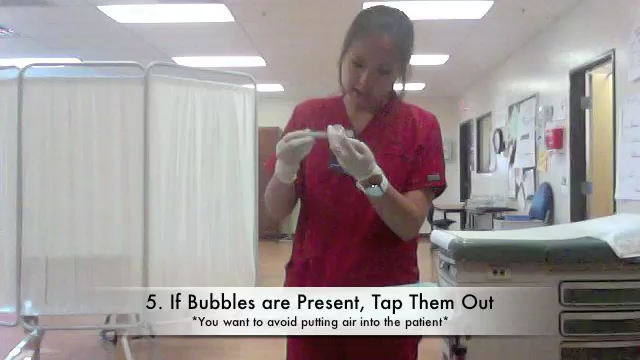 5. If Bubbles are Present, Tap Them Out
*You want to avoid putting air into the patient*